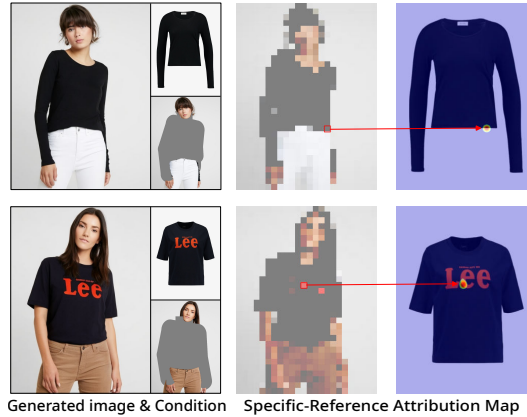 Lee
Lee
Lee
Generated image & Condition
Specific-Reference Attribution Map